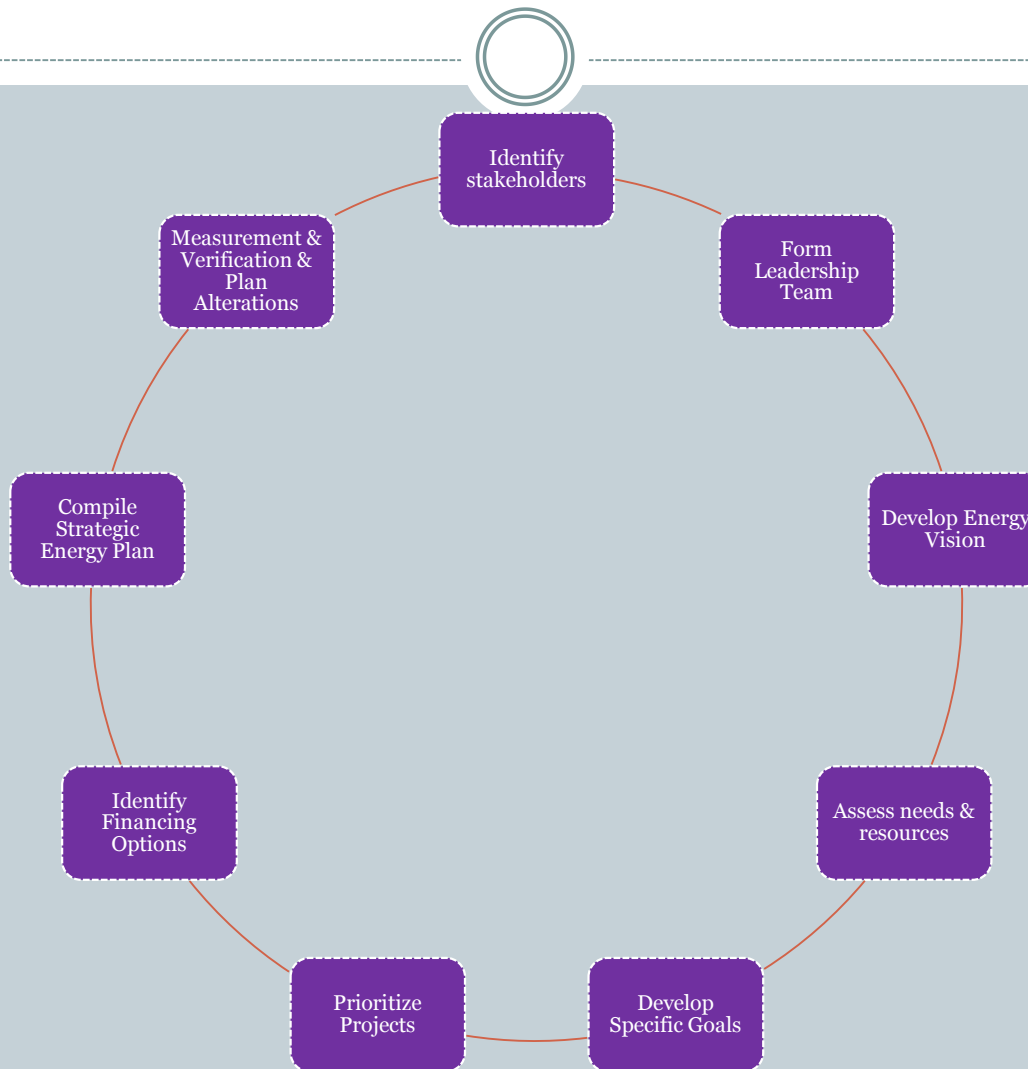 Identify
stakeholders
Form
Leadership
Team
Develop Energy
Vision
Assess needs &
resources
Develop
Specific Goals
Prioritize
Projects
Identify
Financing
Options
Compile
Strategic
Energy Plan
Measurement &
Verification &
Plan
Alterations